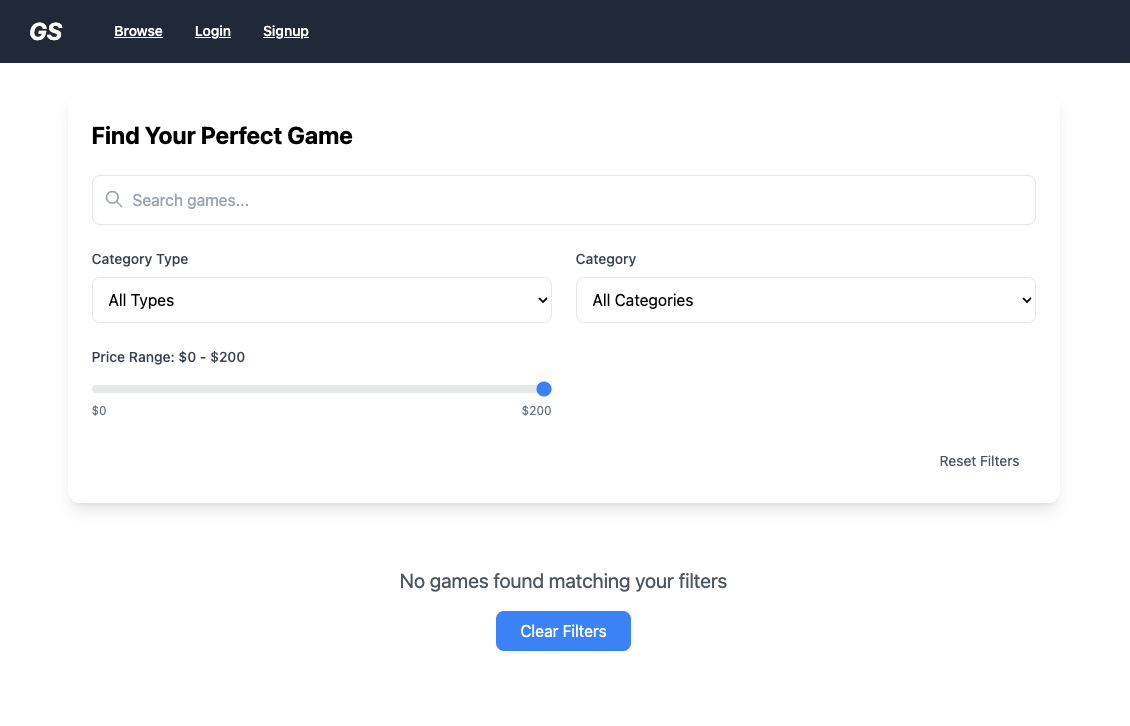 GS Browse Login Signup
Find Your Perfect Game
Search games...
Category Type Category
All Types All Categories
Price Range: $0 - $200
$0 $200
Reset Filters
No games found matching your filters
Clear Filters